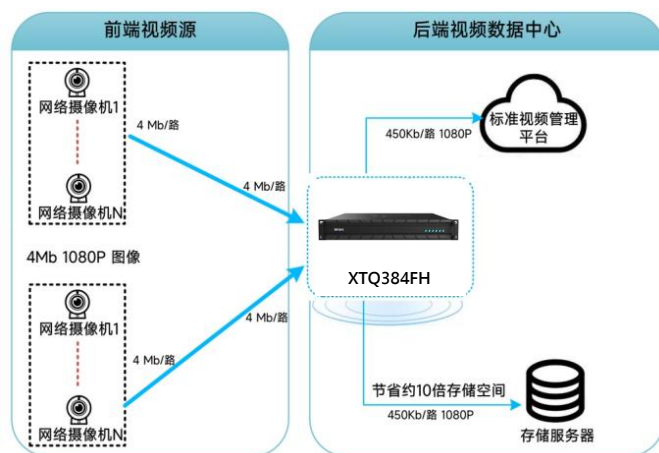 前端视频源
网络摄像机1
网络摄像机N
4 Mb/路
4 Mb/路
4Mb 1080P 图像
网络摄像机1
网络摄像机N
4 Mb/路
4 Mb/路
后端视频数据中心
标准视频管理
平台
450Kb/路 1080P
XTQ384FH
节省约10倍存储空间
450Kb/路 1080P
存储服务器